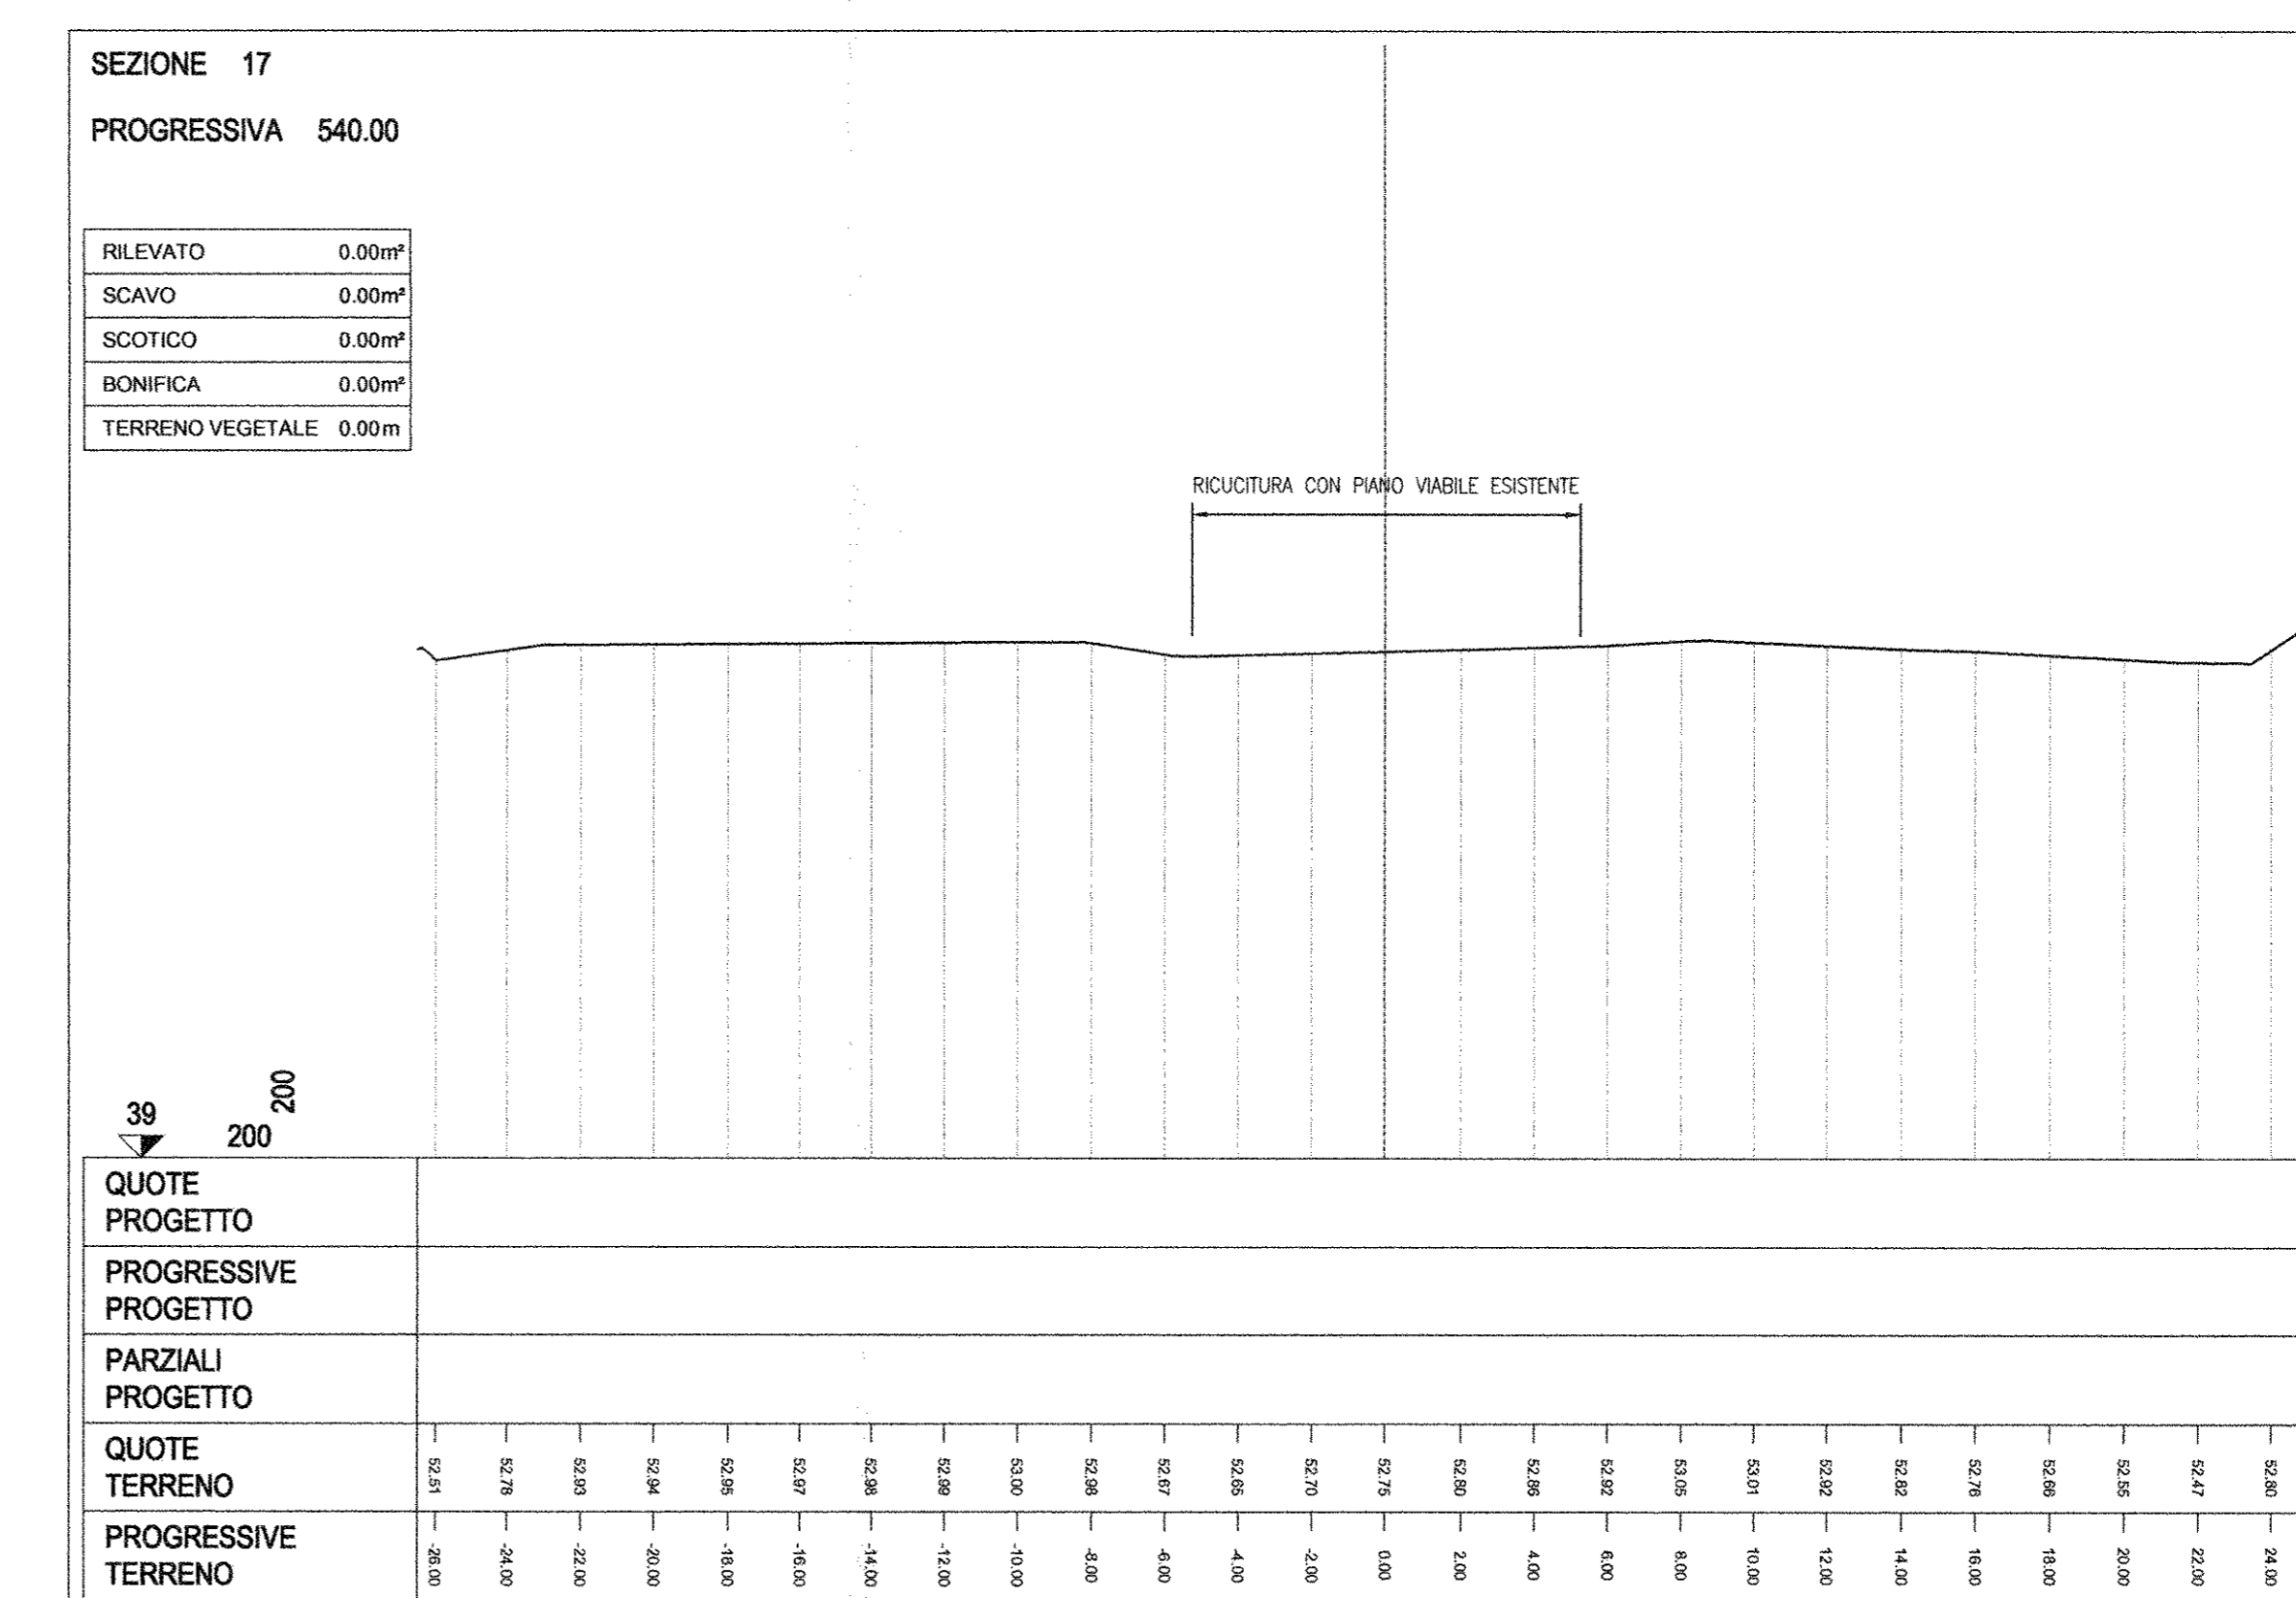 SEZIONE 17
PROGRESSIVA 540.00
RILEVATO 0.00m²
SCAVO 0.00m²
SCOTICO 0.00m²
BONIFICA 0.00m²
TERRENO VEGETALE 0.00m
RICUCITURA CON PIANO VIABILE ESISTENTE
200
39
200
QUOTE
PROGETTO
PROGRESSIVE
PROGETTO
PARZIALI
PROGETTO
QUOTE
TERRENO
52.51 52.78 52.93 52.94 52.95 52.97 52.98 52.99 53.00 52.98 52.67 52.65 52.70 52.75 52.80 52.86 52.92 53.05 53.01 52.92 52.82 52.76 52.66 52.55 52.47 52.80
PROGRESSIVE
TERRENO
-26.00 -24.00 -22.00 -20.00 -18.00 -16.00 -14.00 -12.00 -10.00 -8.00 -6.00 -4.00 -2.00 0.00 2.00 4.00 6.00 8.00 10.00 12.00 14.00 16.00 18.00 20.00 22.00 24.00